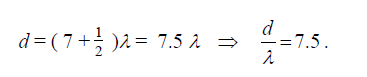 d = ( 7 + 1/2 )λ = 7.5 λ ⇒ d/λ = 7.5 .